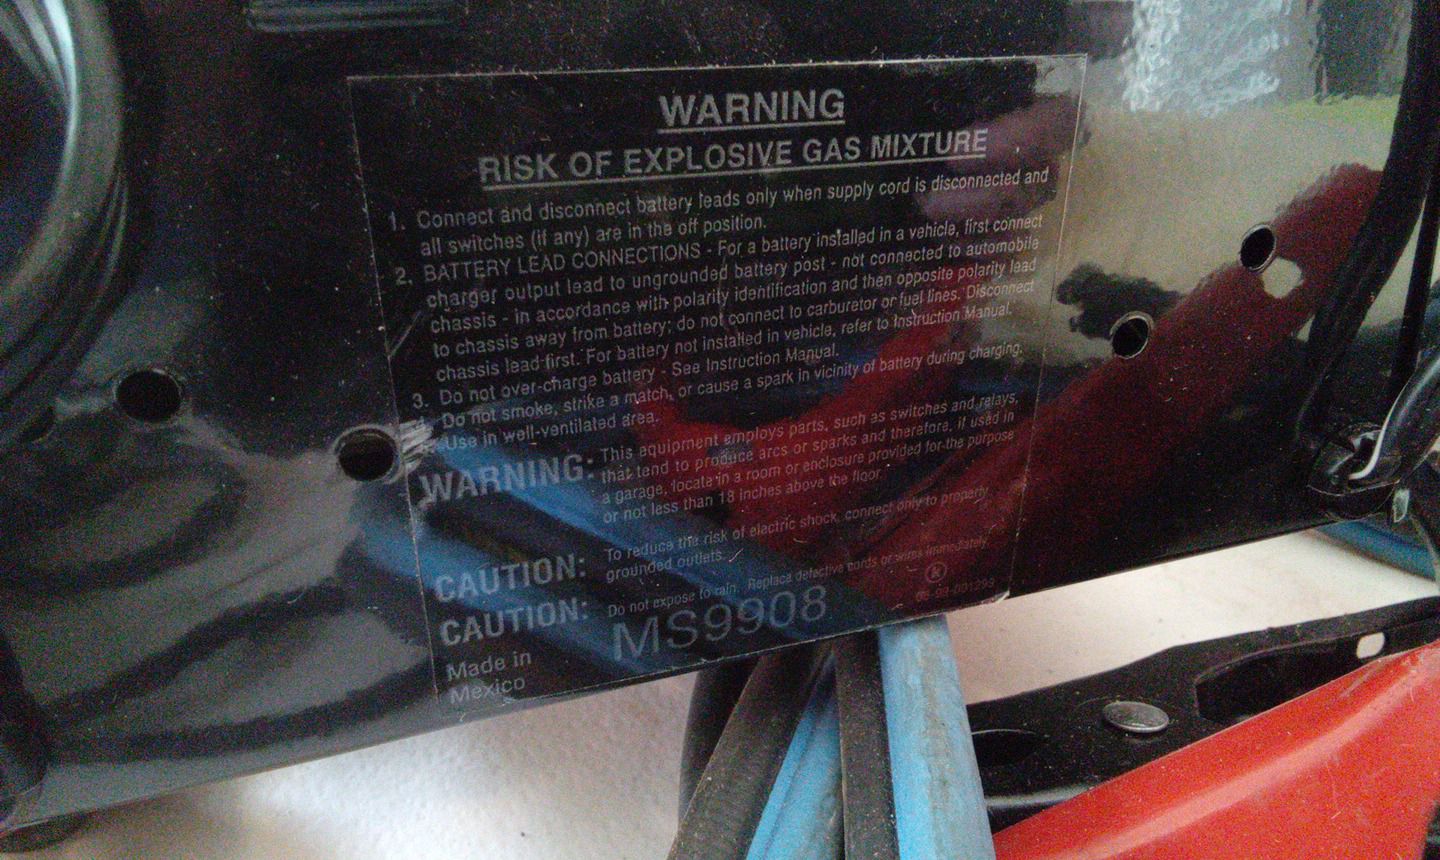 WARNING
RISK OF EXPLOSIVE GAS MIXTURE
1. Connect and disconnect battery leads only when supply cord is disconnected and
all switches (if any) are in the off position.
2. BATTERY LEAD CONNECTIONS - For a battery installed in a vehicle, first connect
charger output lead to ungrounded battery post - not connected to automobile
chassis - in accordance with polarity identification and then opposite polarity lead
to chassis away from battery; do not connect to carburetor or fuel lines. Disconnect
chassis lead first. For battery not installed in vehicle, refer to Instruction Manual.
3. Do not over-charge battery - See Instruction Manual.
Do not smoke, strike a match, or cause a spark in vicinity of battery during charging.
Use in well-ventilated area.
WARNING: This equipment employs parts, such as switches and relays,
that tend to produce arcs or sparks and therefore, if used in
a garage, locate in a room or enclosure provided for the purpose
or not less than 18 inches above the floor.
CAUTION: To reduce the risk of electric shock, connect only to properly
grounded outlets.
CAUTION: Do not expose to rain. Replace defective cords or wires immediately.
Made in
Mexico
MS9908